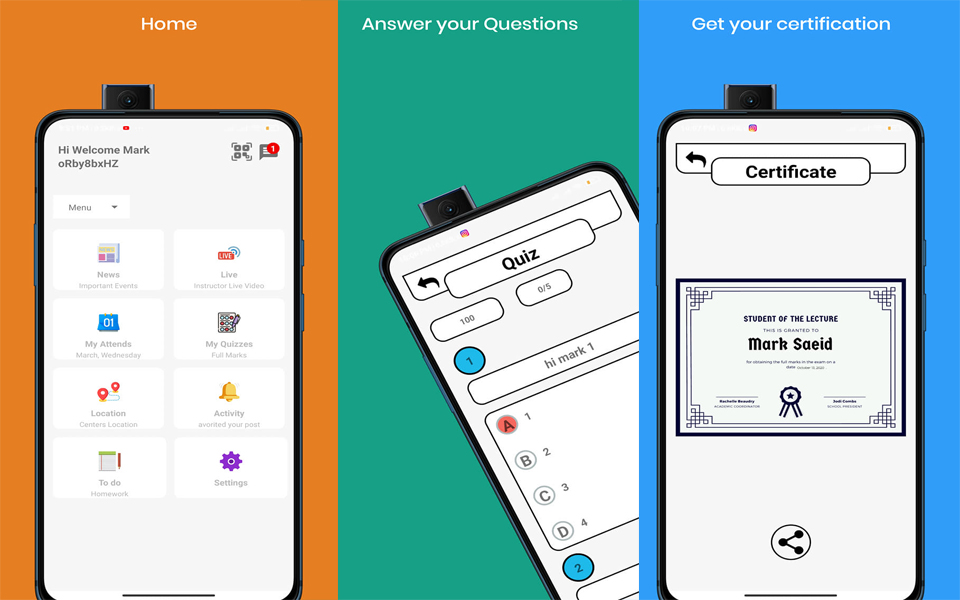 Home
Hi Welcome Mark
oRby8bxHZ
1
Menu
NEWS
News
Important Events
LIVE
Live
Instructor Live Video
01
My Attends
March, Wednesday
My Quizzes
Full Marks
Location
Centers Location
Activity
avorited your post
To do
Homework
Settings
Answer your Questions
Quiz
100
0/5
1
hi mark 1
A 1
B 2
C 3
D 4
2
Get your certification
Certificate
STUDENT OF THE LECTURE
THIS IS GRANTED TO
Mark Saeid
for obtaining the full marks in the exam on a
date October 13, 2020
Rachelle Beaudry
ACADEMIC COORDINATOR
Jodi Combs
SCHOOL PRESIDENT